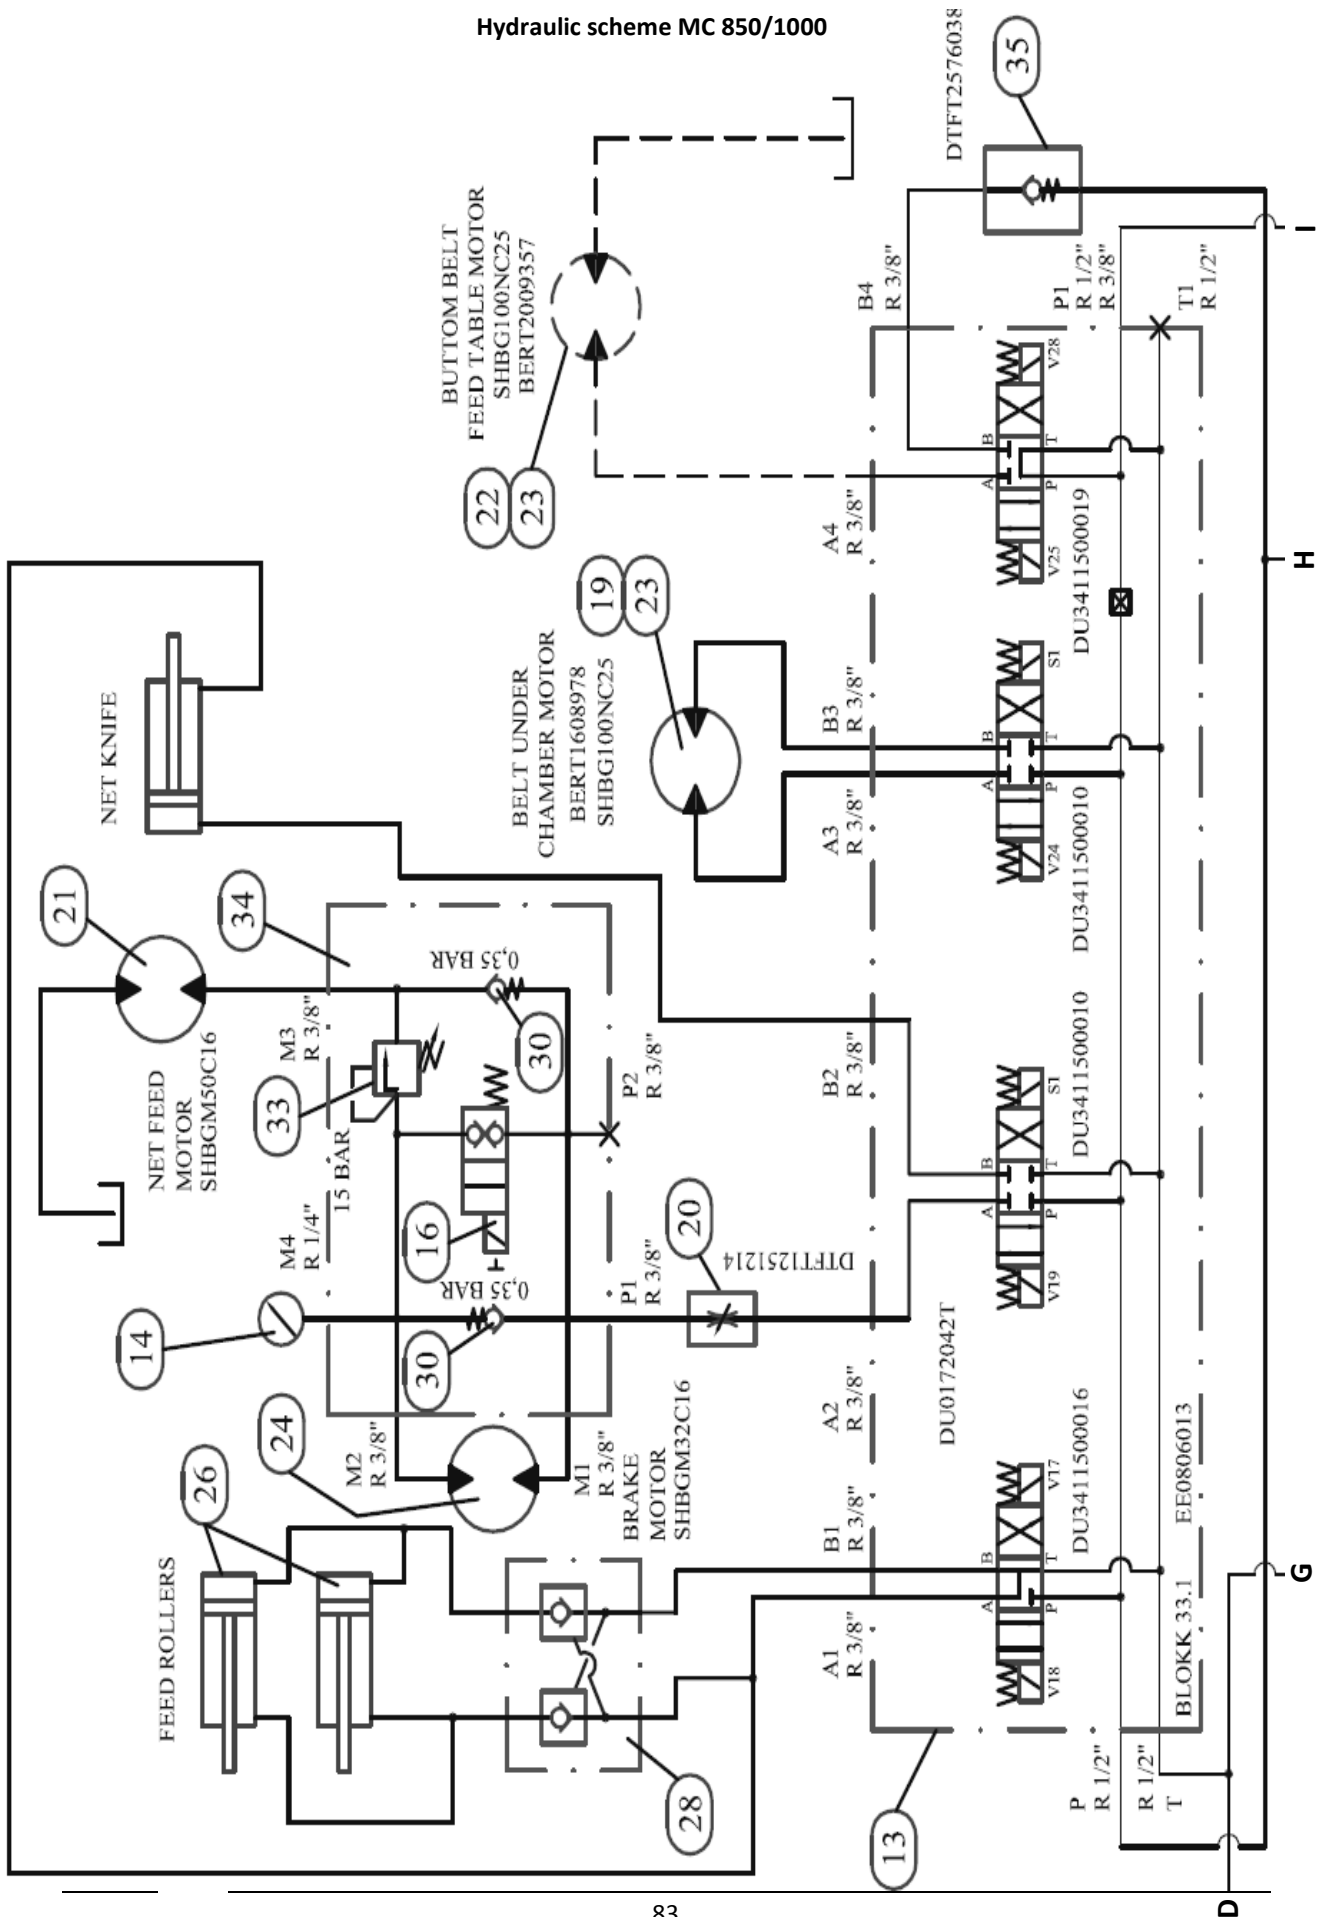 Hydraulic scheme MC 850/1000
35
DTFT2576038
BUTTOM BELT
FEED TABLE MOTOR
SHBG100NC25
BERT2009357
22
23
B4
R 3/8"
P1
R 1/2"
R 3/8"
T1
R 1/2"
I
A4
R 3/8"
V28
B
T
A
P
V25
DU3411500019
H
NET KNIFE
19
23
BELT UNDER
CHAMBER MOTOR
BERT1608978
SHBG100NC25
B3
R 3/8"
A3
R 3/8"
S1
B
T
A
P
V24
DU3411500010
21
34
NET FEED
MOTOR
SHBGM50C16
M3
R 3/8"
0,35 BAR
30
33
15 BAR
P2
R 3/8"
B2
R 3/8"
16
M4
R 1/4"
0,35 BAR
30
P1
R 3/8"
20
DTFT1251214
14
S1
B
T
A
P
V19
DU3411500010
DU0172042T
A2
R 3/8"
24
M2
R 3/8"
M1
R 3/8"
BRAKE
MOTOR
SHBGM32C16
26
FEED ROLLERS
28
B1
R 3/8"
A1
R 3/8"
V17
B
T
A
P
V18
DU3411500016
BLOKK 33.1 EE0806013
13
P
R 1/2"
R 1/2"
T
G
D
83